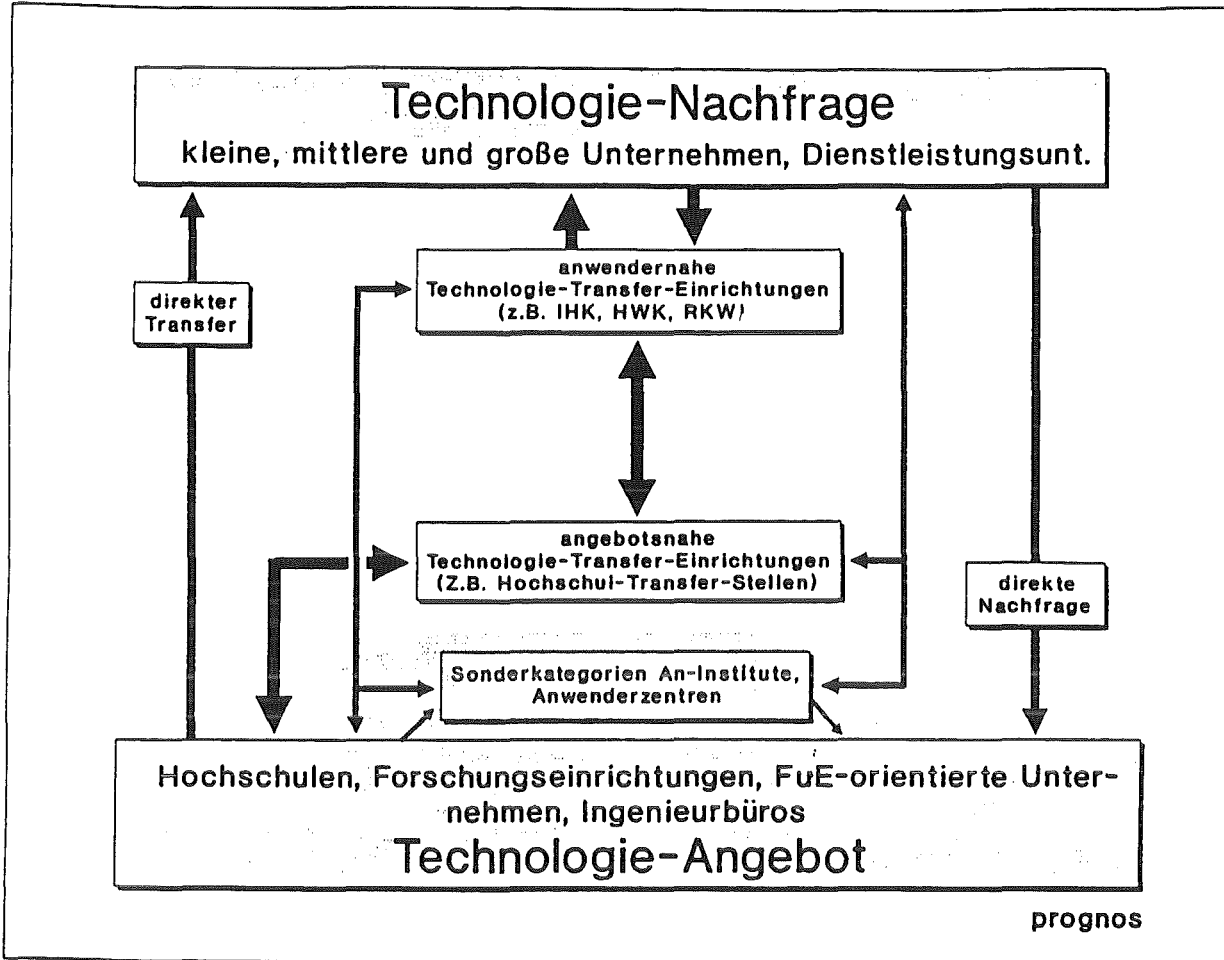 Technologie-Nachfrage
kleine, mittlere und große Unternehmen, Dienstleistungsunt.
anwendernahe
Technologie-Transfer-Einrichtungen
(z.B. IHK, HWK, RKW)
direkter
Transfer
angebotsnahe
Technologie-Transfer-Einrichtungen
(Z.B. Hochschul-Transfer-Stellen)
direkte
Nachfrage
Sonderkategorien An-Institute,
Anwenderzentren
Hochschulen, Forschungseinrichtungen, FuE-orientierte Unter-
nehmen, Ingenieurbüros
Technologie-Angebot
prognos